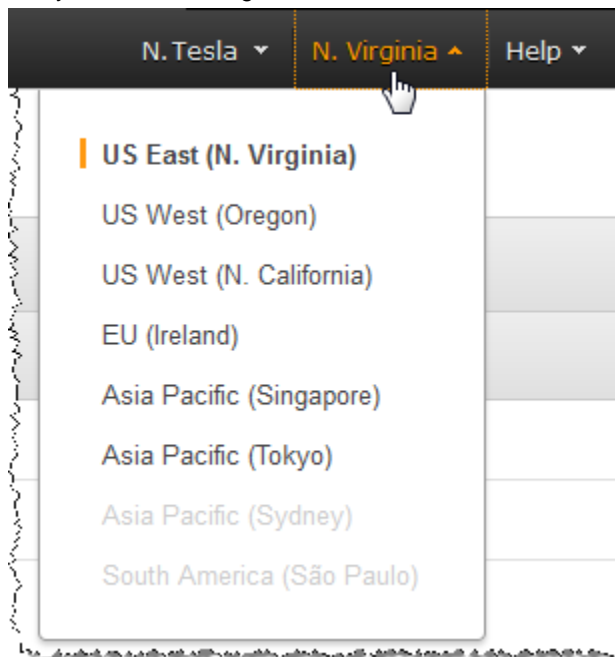 N. Tesla N. Virginia Help
US East (N. Virginia)
US West (Oregon)
US West (N. California)
EU (Ireland)
Asia Pacific (Singapore)
Asia Pacific (Tokyo)
Asia Pacific (Sydney)
South America (São Paulo)